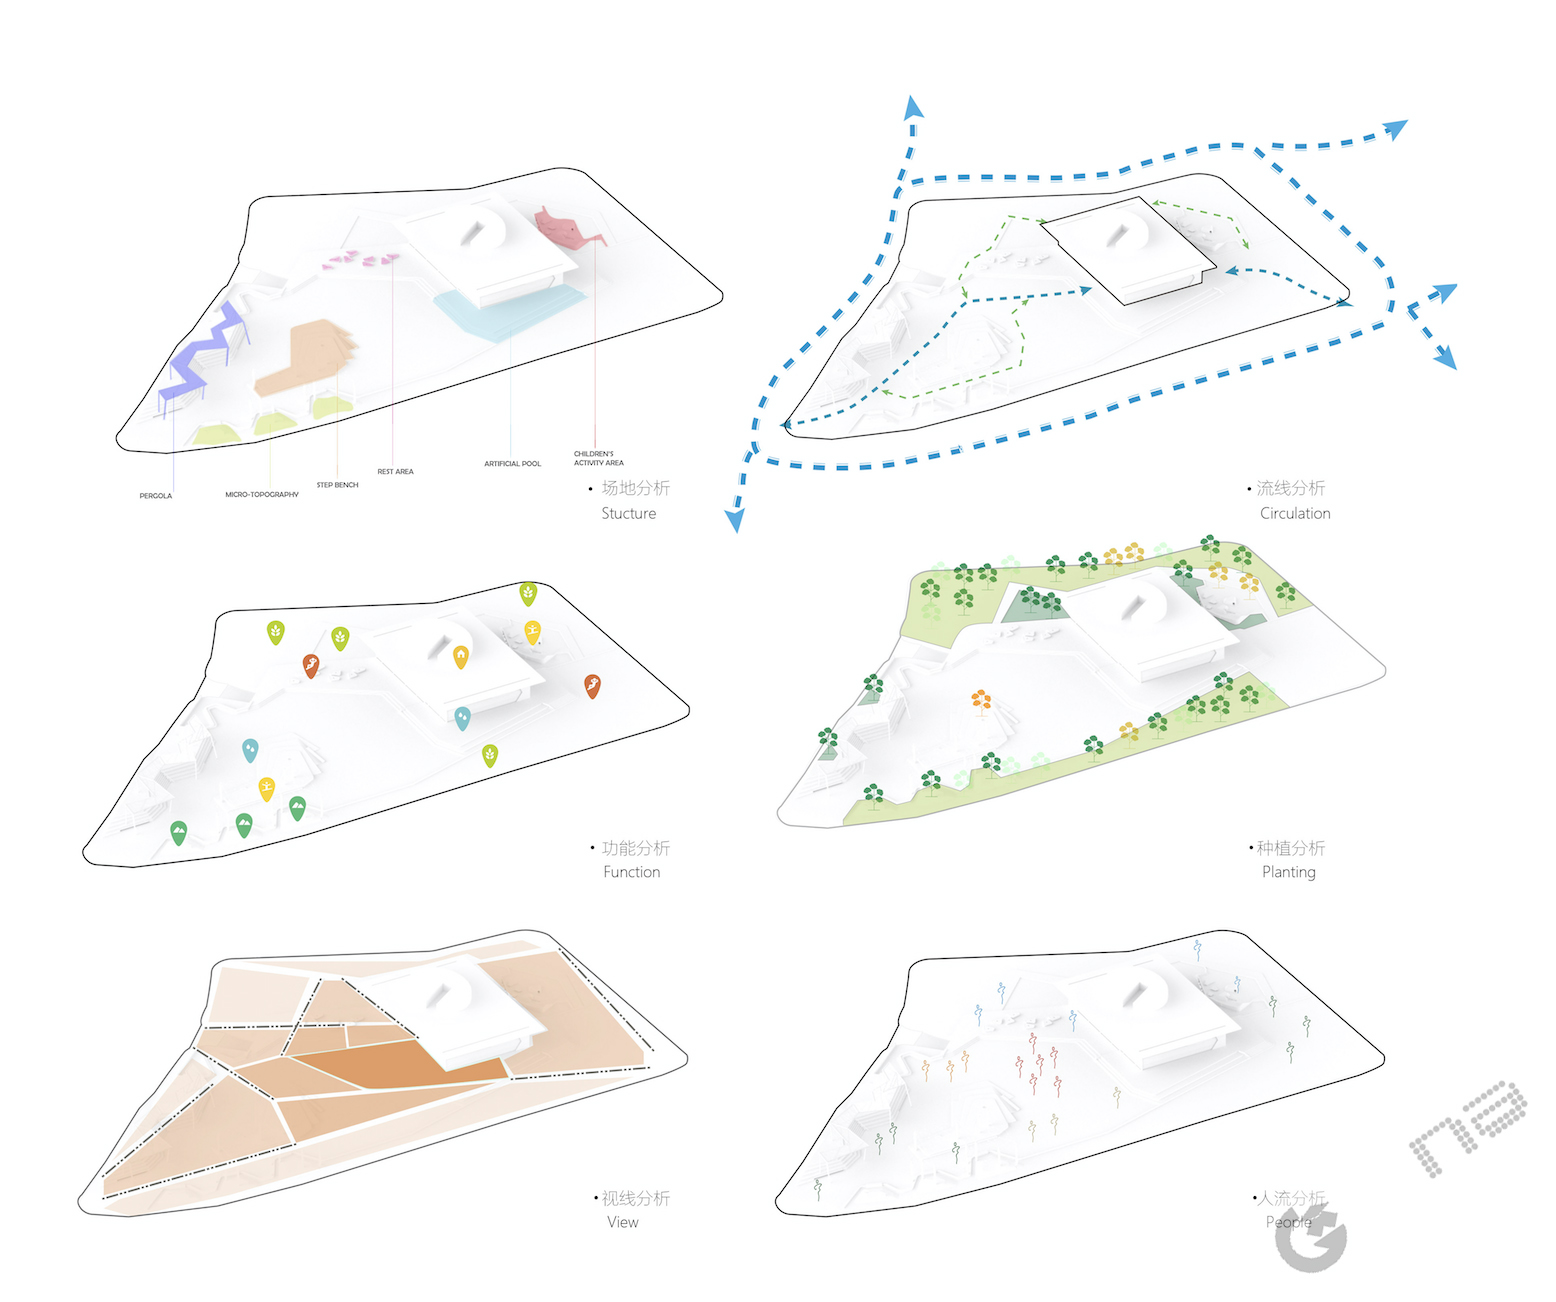 CHILDREN'S
ACTIVITY AREA
ARTIFICIAL POOL
REST AREA
STEP BENCH
MICRO-TOPOGRAPHY
PERGOLA
• 场地分析
Stucture
• 流线分析
Circulation
• 功能分析
Function
• 种植分析
Planting
• 视线分析
View
• 人流分析
People